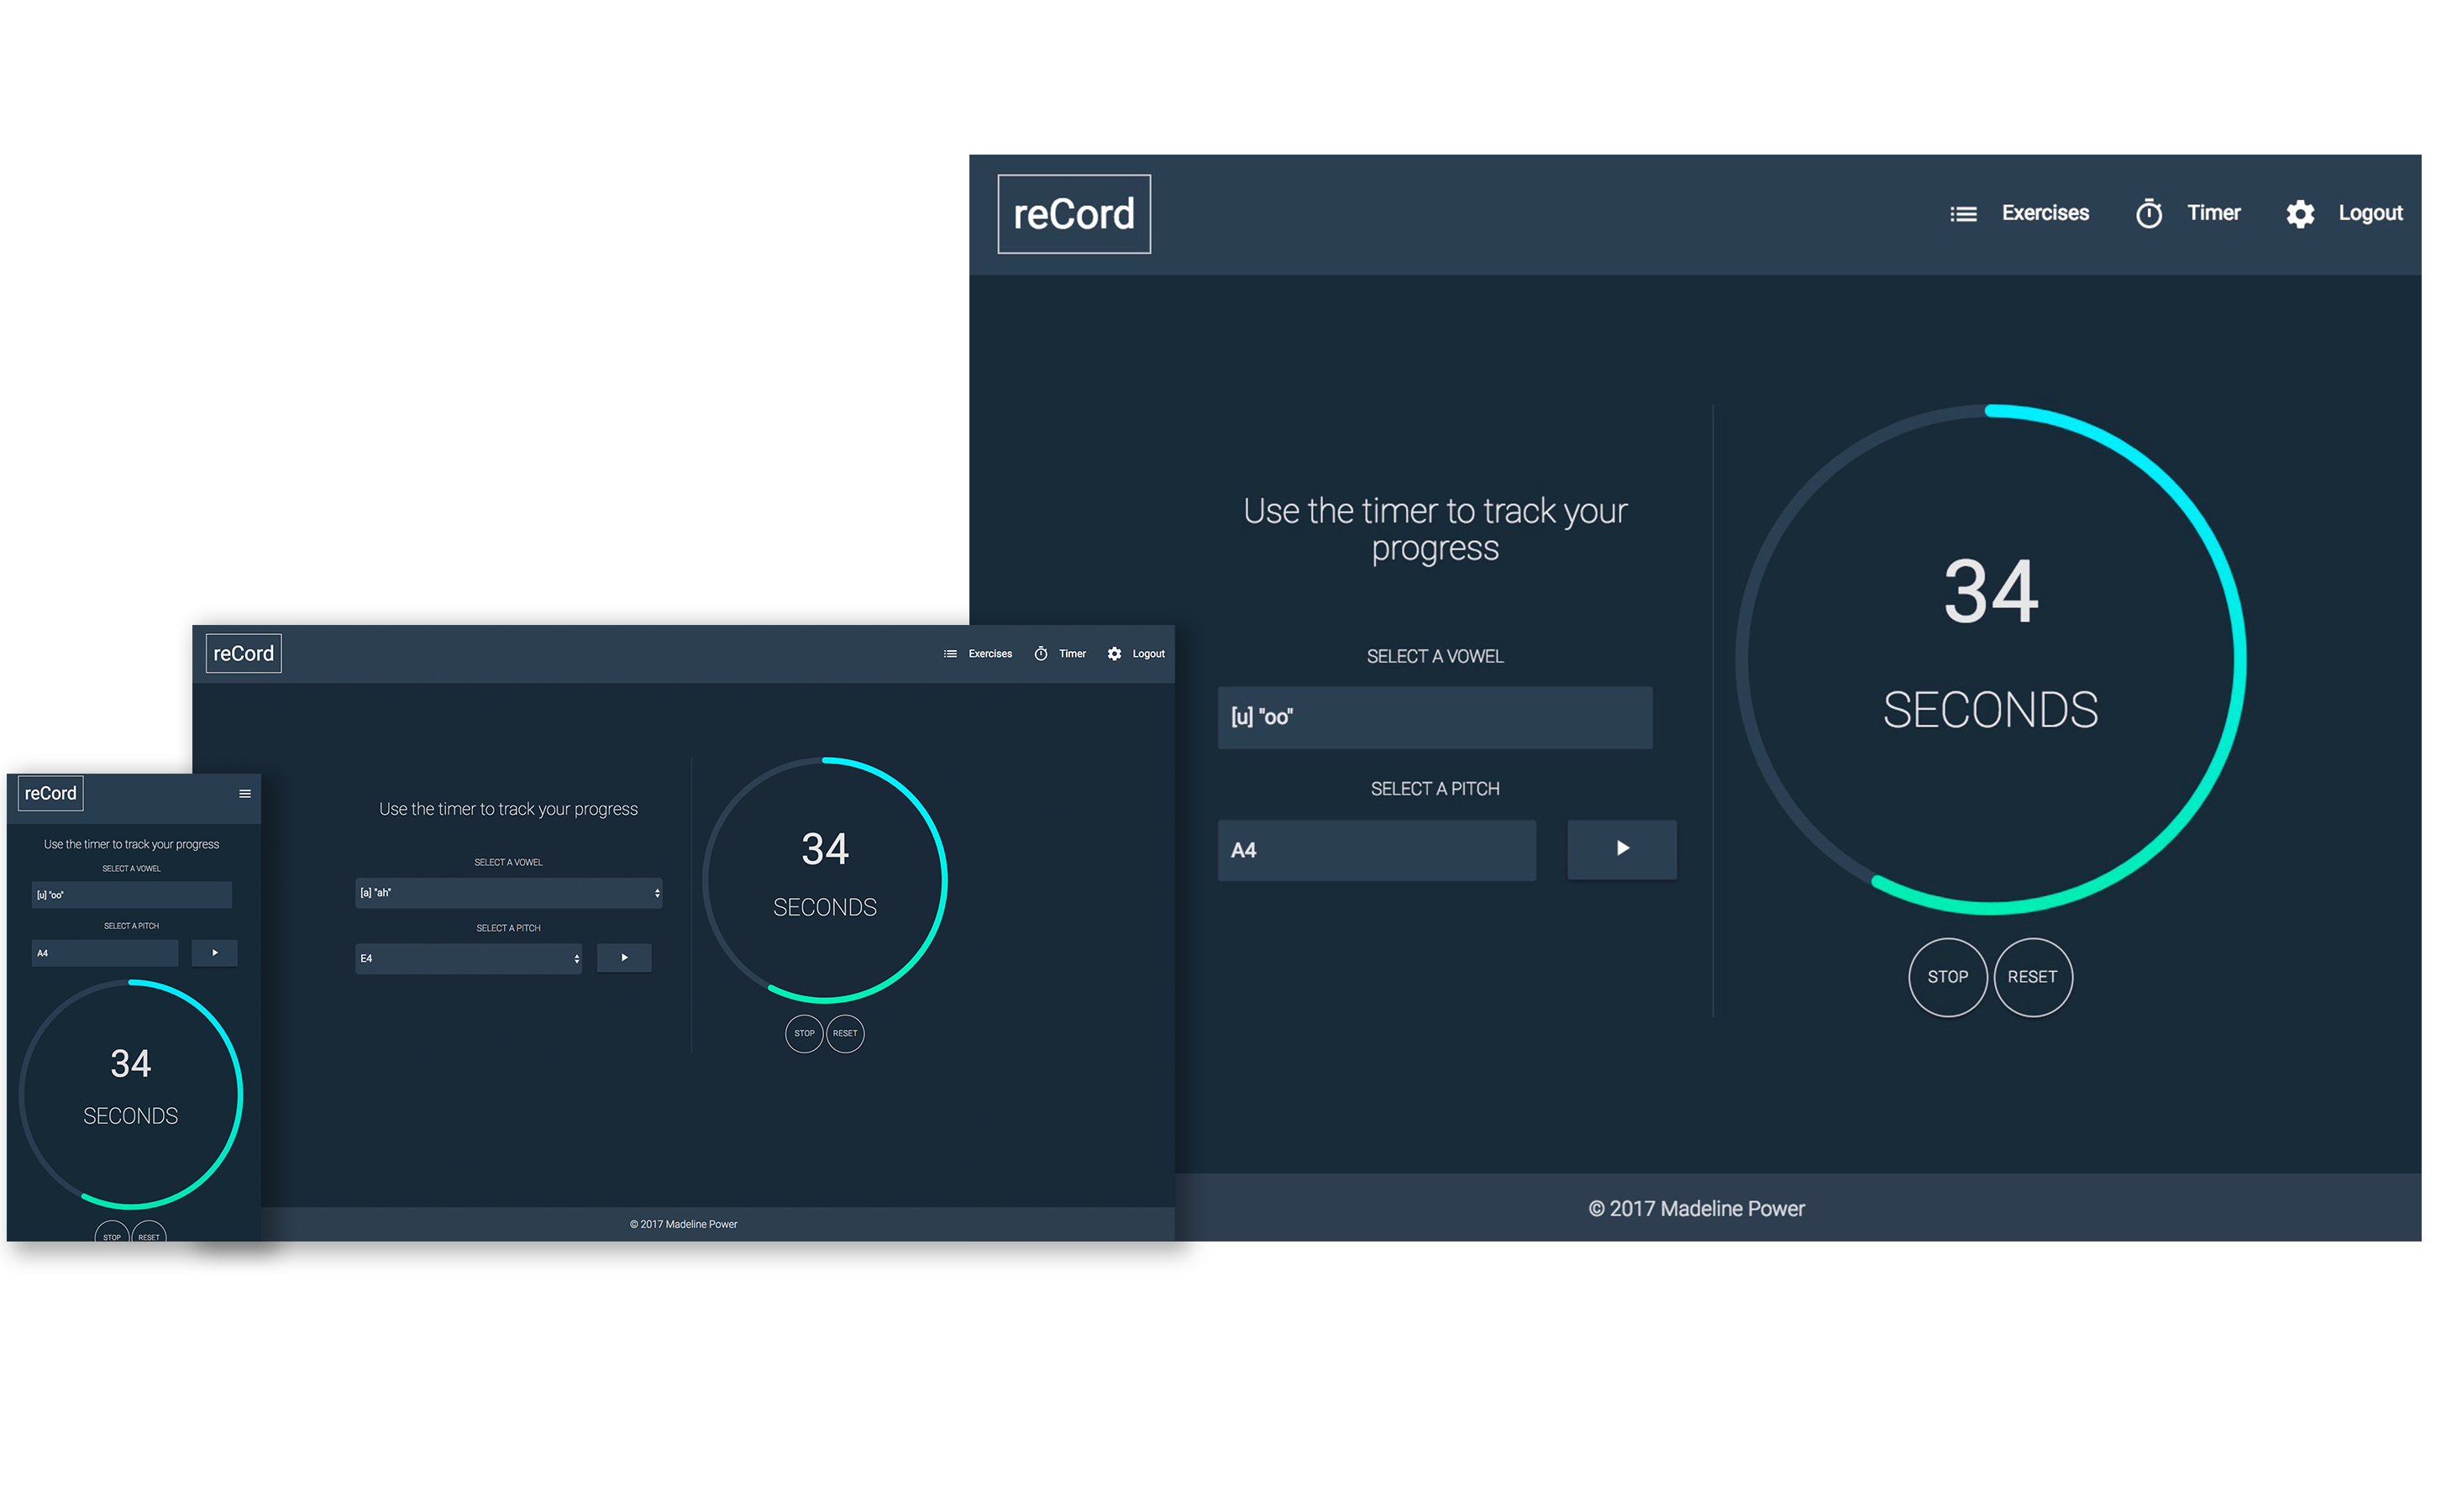 reCord
Exercises
Timer
Logout
Use the timer to track your
progress
SELECT A VOWEL
[u] "oo"
SELECT A PITCH
A4
34
SECONDS
STOP
RESET
© 2017 Madeline Power
reCord
Exercises
Timer
Logout
Use the timer to track your progress
SELECT A VOWEL
[a] "ah"
SELECT A PITCH
E4
34
SECONDS
STOP
RESET
© 2017 Madeline Power
reCord
Use the timer to track your progress
SELECT A VOWEL
[u] "oo"
SELECT A PITCH
A4
34
SECONDS
STOP
RESET